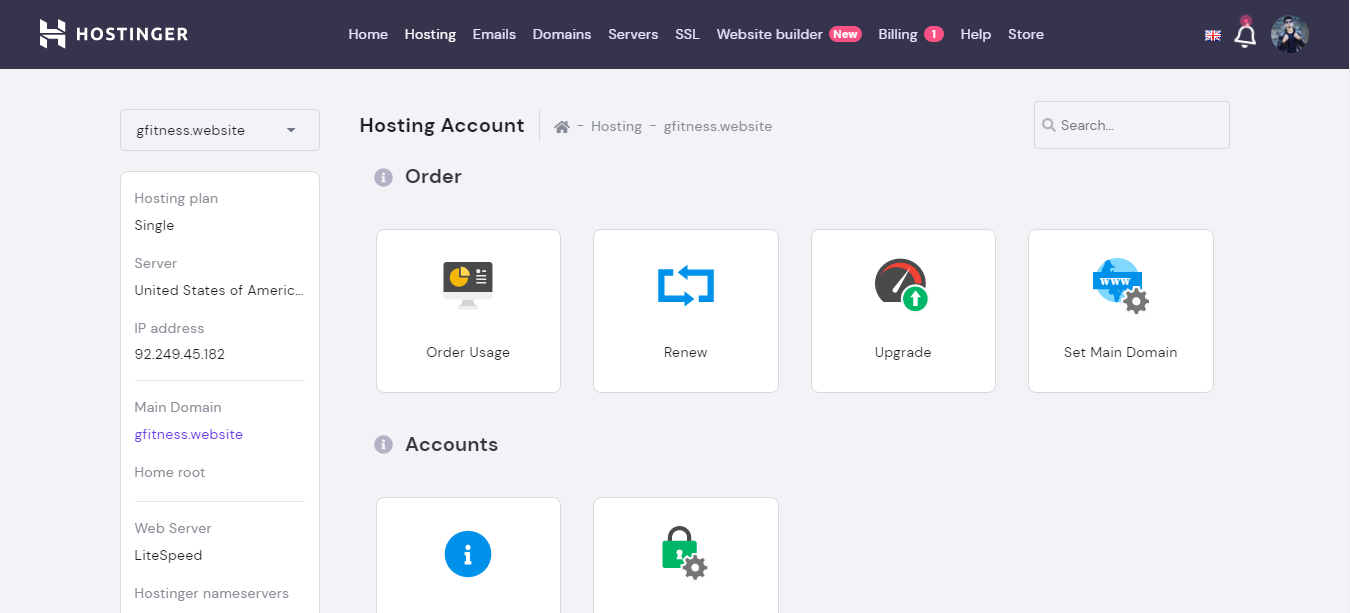 HOSTINGER
Home Hosting Emails Domains Servers SSL Website builder New Billing 1 Help Store
gfitness.website
Hosting Account
- Hosting - gfitness.website
Search...
Hosting plan
Single
Server
United States of Americ...
IP address
92.249.45.182
Main Domain
gfitness.website
Home root
Web Server
LiteSpeed
Hostinger nameservers
Order
Order Usage
Renew
Upgrade
www
Set Main Domain
Accounts